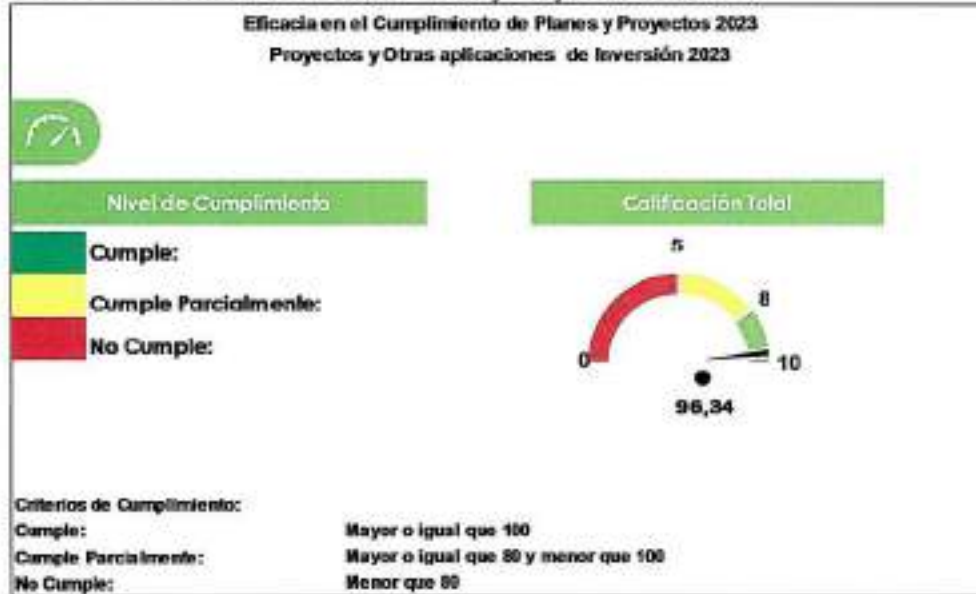 Eficacia en el Cumplimiento de Planes y Proyectos 2023
Proyectos y Otras aplicaciones de Inversión 2023
Nivel de Cumplimiento
Calificación Total
Cumple:
Cumple Parcialmente:
No Cumple:
5
8
0
10
96,34
Criterios de Cumplimiento:
Cumple: Mayor o igual que 100
Cumple Parcialmente: Mayor o igual que 80 y menor que 100
No Cumple: Menor que 80